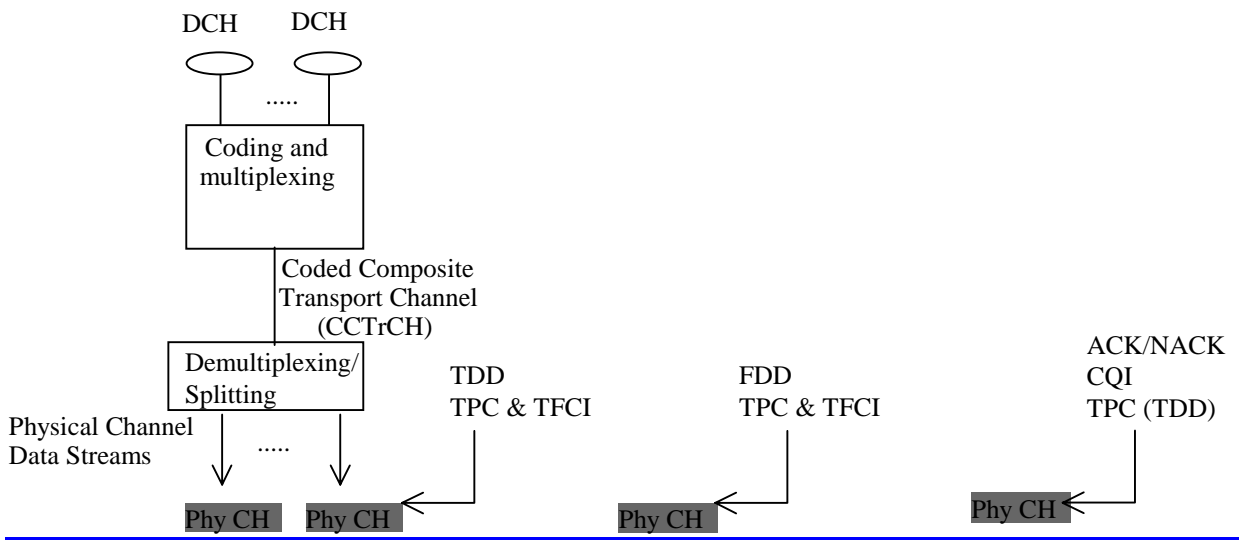 DCH DCH
.....
Coding and
multiplexing
Coded Composite
Transport Channel
(CCTrCH)
Demultiplexing/
Splitting
Physical Channel
Data Streams
.....
TDD
TPC & TFCI
FDD
TPC & TFCI
ACK/NACK
CQI
TPC (TDD)
Phy CH Phy CH Phy CH Phy CH